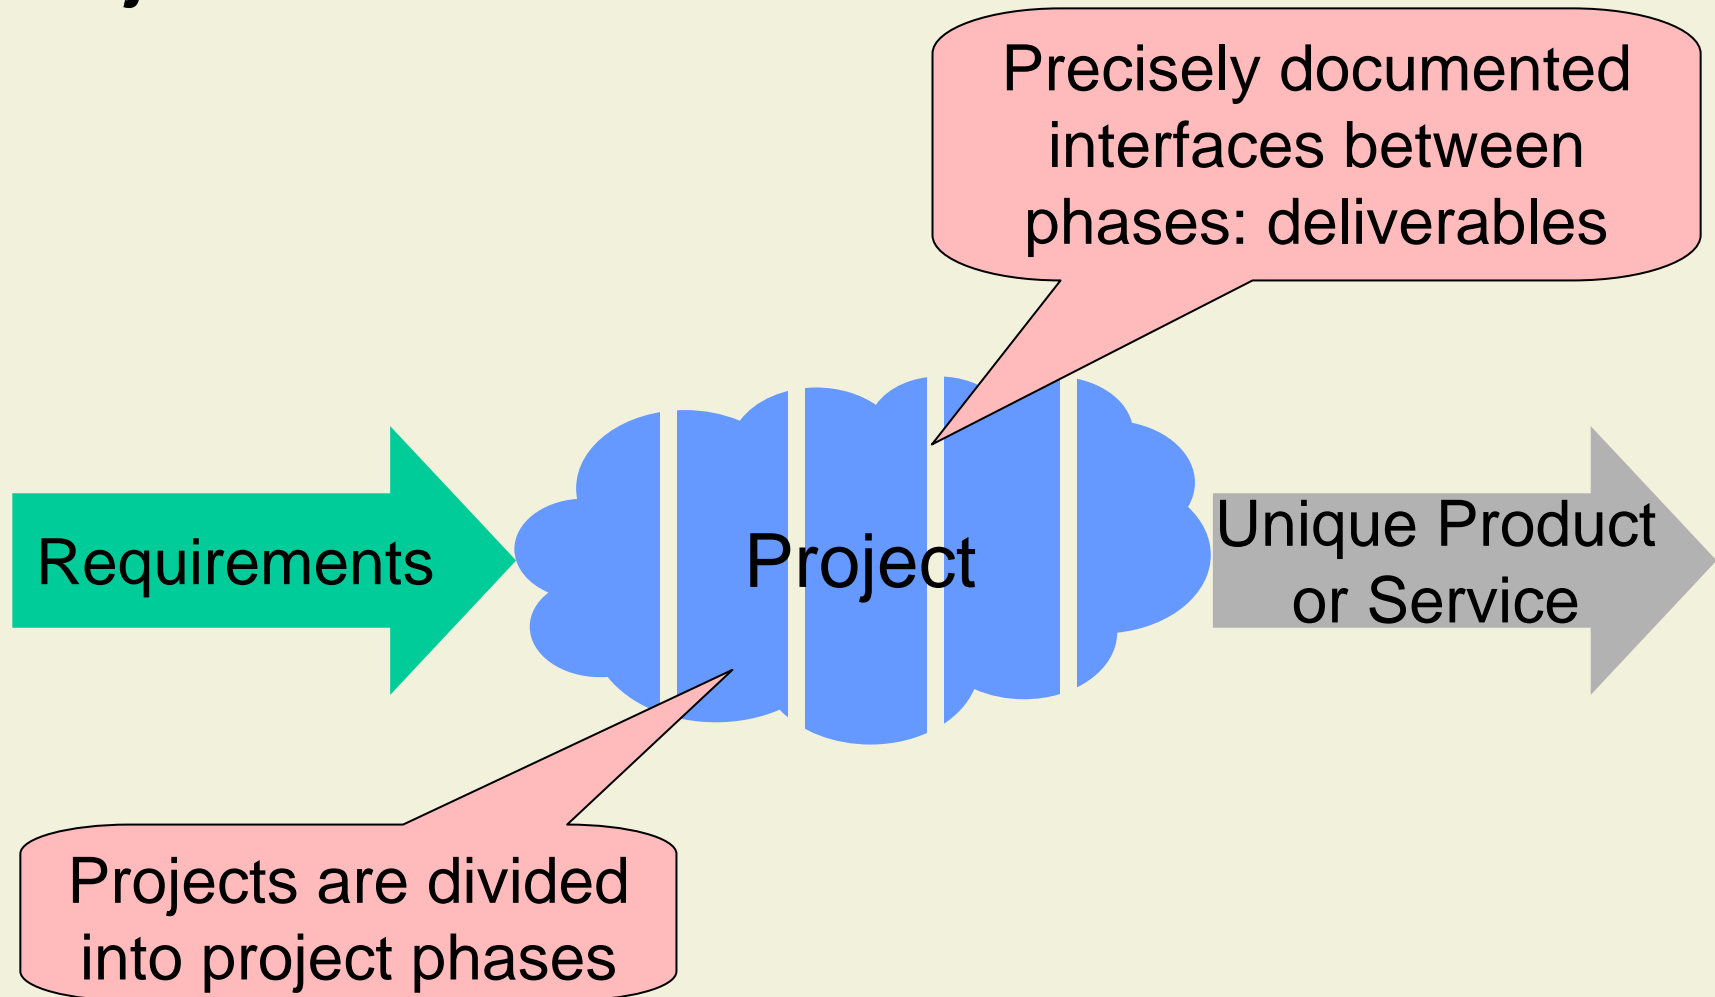 Precisely documented
interfaces between
phases: deliverables
Requirements
Project
Unique Product
or Service
Projects are divided
into project phases